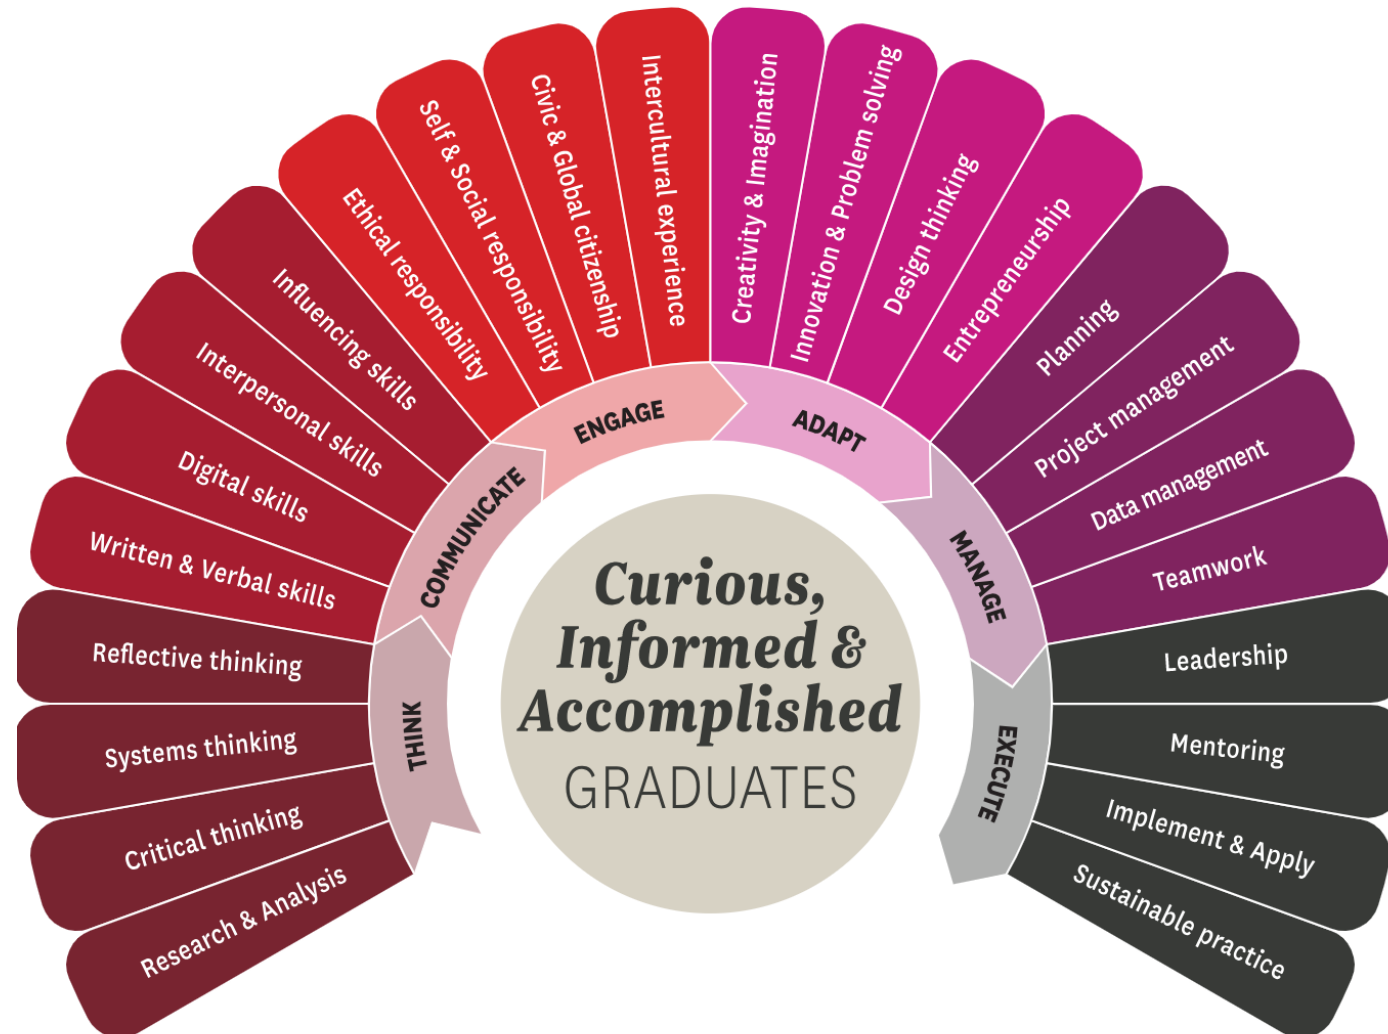 Research & Analysis
Critical thinking
Systems thinking
Reflective thinking
Written & Verbal skills
Digital skills
Interpersonal skills
Influencing skills
Ethical responsibility
Self & Social responsibility
Civic & Global citizenship
Intercultural experience
Creativity & Imagination
Innovation & Problem solving
Design thinking
Entrepreneurship
Planning
Project management
Data management
Teamwork
Leadership
Mentoring
Implement & Apply
Sustainable practice
THINK
COMMUNICATE
ENGAGE
ADAPT
MANAGE
EXECUTE
Curious,
Informed &
Accomplished
GRADUATES